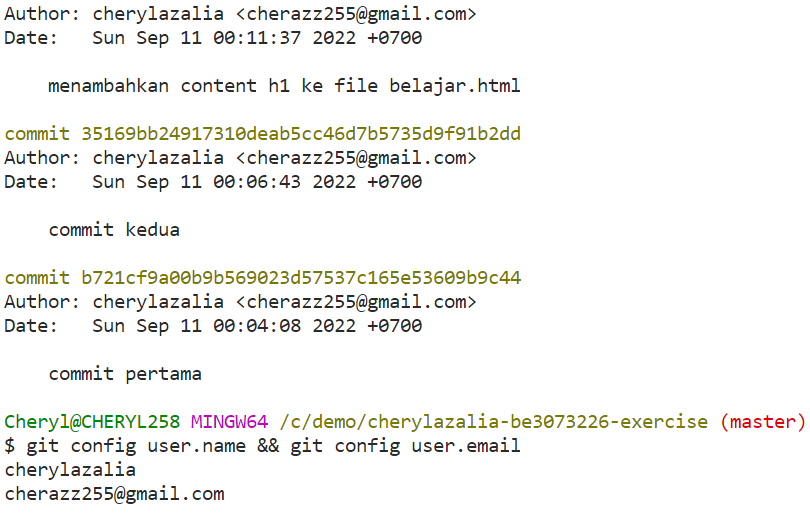 Author: cherylazalia <cherazz255@gmail.com>
Date:   Sun Sep 11 00:11:37 2022 +0700
menambahkan content h1 ke file belajar.html
commit 35169bb24917310deab5cc46d7b5735d9f91b2dd
Author: cherylazalia <cherazz255@gmail.com>
Date:   Sun Sep 11 00:06:43 2022 +0700
commit kedua
commit b721cf9a00b9b569023d57537c165e53609b9c44
Author: cherylazalia <cherazz255@gmail.com>
Date:   Sun Sep 11 00:04:08 2022 +0700
commit pertama
Cheryl@CHERYL258 MINGW64 /c/demo/cherylazalia-be3073226-exercise (master)
$ git config user.name && git config user.email
cherylazalia
cherazz255@gmail.com